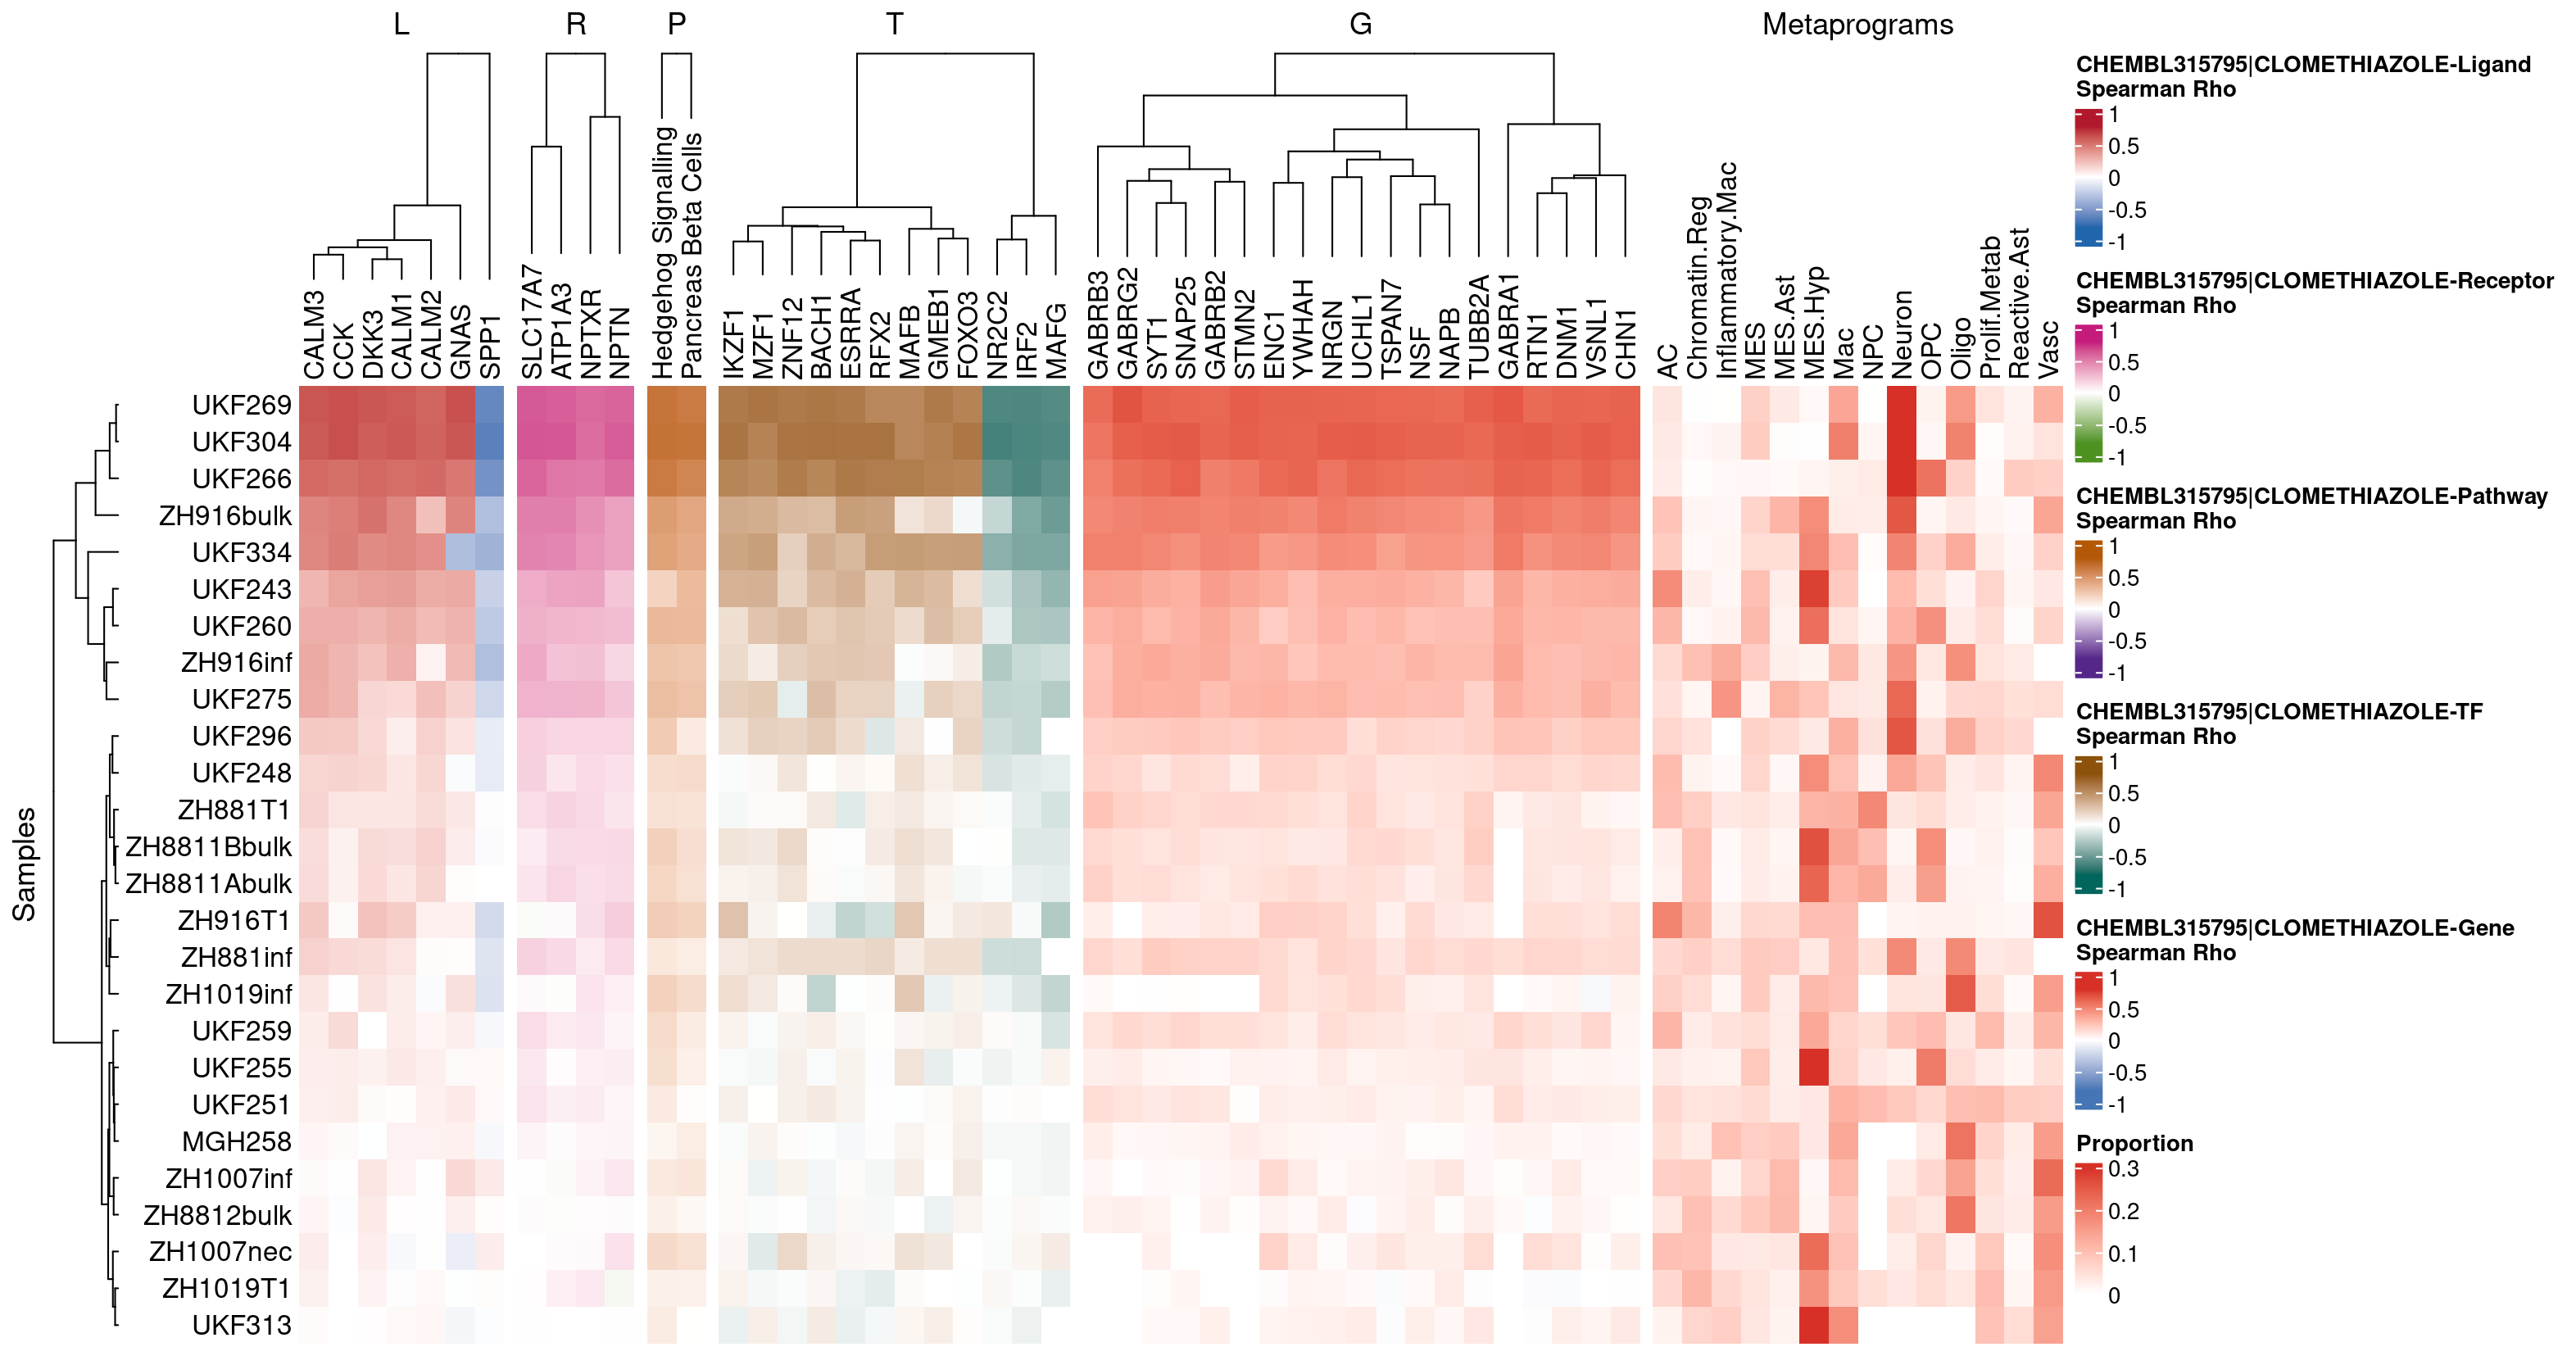 L R P T G Metaprograms
Hedgehog Signalling
Pancreas Beta Cells
CALM3 CCK DKK3 CALM1 CALM2 GNAS SPP1
SLC17A7 ATP1A3 NPTXR NPTN
IKZF1 MZF1 ZNF12 BACH1 ESRRA RFX2 MAFB GMEB1 FOXO3 NR2C2 IRF2 MAFG
GABRB3 GABRG2 SYT1 SNAP25 GABRB2 STMN2 ENC1 YWHAH NRGN UCHL1 TSPAN7 NSF NAPB TUBB2A GABRA1 RTN1 DNM1 VSNL1 CHN1
AC Chromatin.Reg Inflammatory.Mac MES MES.Ast MES.Hyp Mac NPC Neuron OPC Oligo Prolif.Metab Reactive.Ast Vasc
Samples
UKF269
UKF304
UKF266
ZH916bulk
UKF334
UKF243
UKF260
ZH916inf
UKF275
UKF296
UKF248
ZH881T1
ZH8811Bbulk
ZH8811Abulk
ZH916T1
ZH881inf
ZH1019inf
UKF259
UKF255
UKF251
MGH258
ZH1007inf
ZH8812bulk
ZH1007nec
ZH1019T1
UKF313
CHEMBL315795|CLOMETHIAZOLE-Ligand
Spearman Rho
1
0.5
0
-0.5
-1
CHEMBL315795|CLOMETHIAZOLE-Receptor
Spearman Rho
1
0.5
0
-0.5
-1
CHEMBL315795|CLOMETHIAZOLE-Pathway
Spearman Rho
1
0.5
0
-0.5
-1
CHEMBL315795|CLOMETHIAZOLE-TF
Spearman Rho
1
0.5
0
-0.5
-1
CHEMBL315795|CLOMETHIAZOLE-Gene
Spearman Rho
1
0.5
0
-0.5
-1
Proportion
0.3
0.2
0.1
0